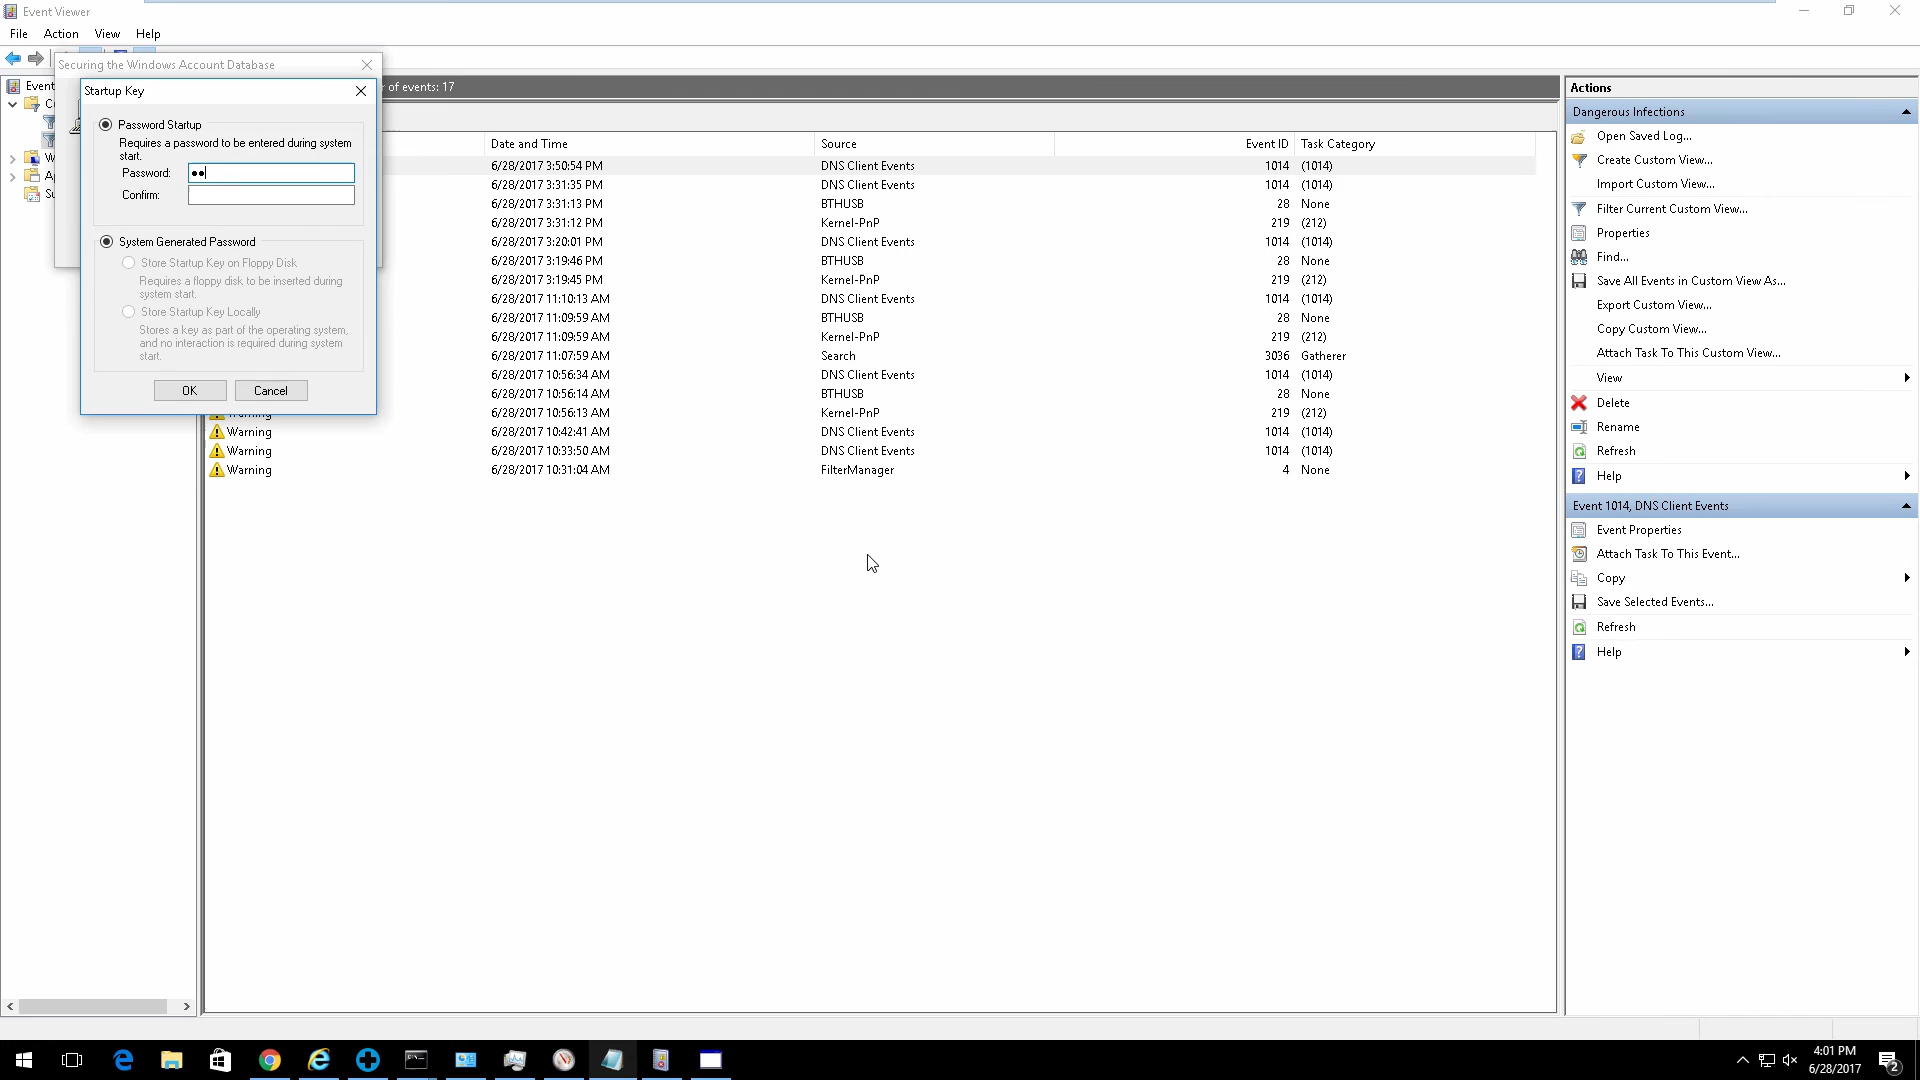 Event Viewer
File Action View Help
Securing the Windows Account Database
Startup Key
Password Startup
Requires a password to be entered during system
start.
Password: ••
Confirm:
System Generated Password
Store Startup Key on Floppy Disk
Requires a floppy disk to be inserted during
system start.
Store Startup Key Locally
Stores a key as part of the operating system,
and no interaction is required during system
start.
OK Cancel
Event
of events: 17
Date and Time Source Event ID Task Category
6/28/2017 3:50:54 PM DNS Client Events 1014 (1014)
6/28/2017 3:31:35 PM DNS Client Events 1014 (1014)
6/28/2017 3:31:13 PM BTHUSB 28 None
6/28/2017 3:31:12 PM Kernel-PnP 219 (212)
6/28/2017 3:20:01 PM DNS Client Events 1014 (1014)
6/28/2017 3:19:46 PM BTHUSB 28 None
6/28/2017 3:19:45 PM Kernel-PnP 219 (212)
6/28/2017 11:10:13 AM DNS Client Events 1014 (1014)
6/28/2017 11:09:59 AM BTHUSB 28 None
6/28/2017 11:09:59 AM Kernel-PnP 219 (212)
6/28/2017 11:07:59 AM Search 3036 Gatherer
6/28/2017 10:56:34 AM DNS Client Events 1014 (1014)
6/28/2017 10:56:14 AM BTHUSB 28 None
Warning 6/28/2017 10:56:13 AM Kernel-PnP 219 (212)
Warning 6/28/2017 10:42:41 AM DNS Client Events 1014 (1014)
Warning 6/28/2017 10:33:50 AM DNS Client Events 1014 (1014)
Warning 6/28/2017 10:31:04 AM FilterManager 4 None
Actions
Dangerous Infections
Open Saved Log...
Create Custom View...
Import Custom View...
Filter Current Custom View...
Properties
Find...
Save All Events in Custom View As...
Export Custom View...
Copy Custom View...
Attach Task To This Custom View...
View
Delete
Rename
Refresh
Help
Event 1014, DNS Client Events
Event Properties
Attach Task To This Event...
Copy
Save Selected Events...
Refresh
Help
4:01 PM
6/28/2017
2